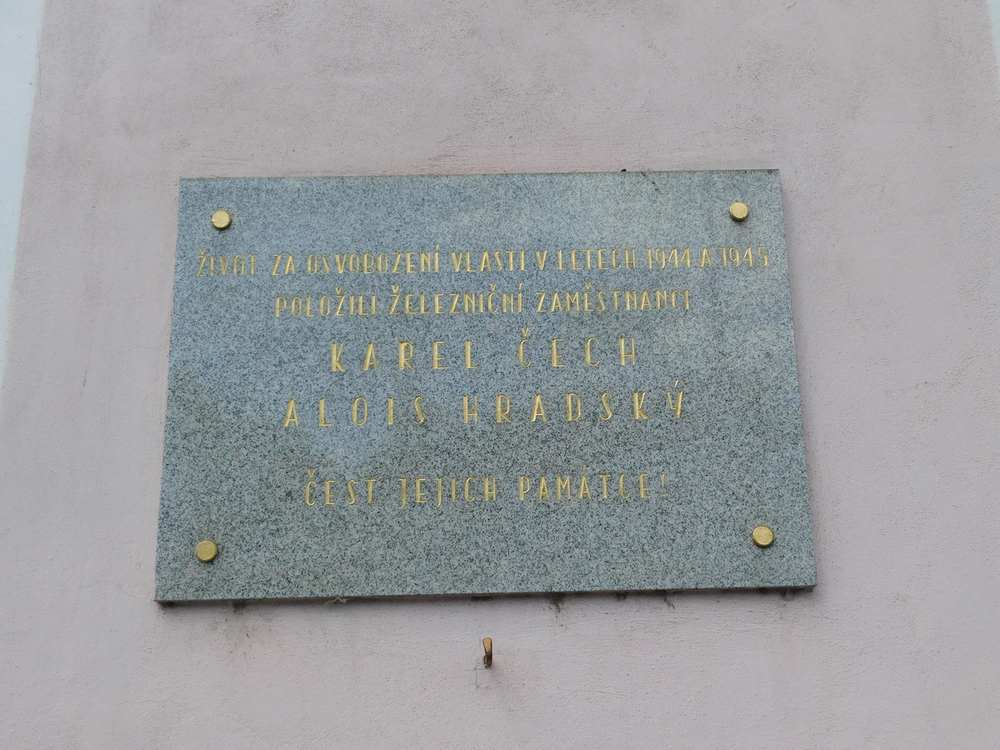 ŽIVOT ZA OSVOBOZENÍ VLASTI V LETECH 1944 A 1945
POLOŽILI ŽELEZNIČNÍ ZAMĚSTNANCI
KAREL ČECH
ALOIS HRADSKÝ
ČEST JEJICH PAMÁTCE!